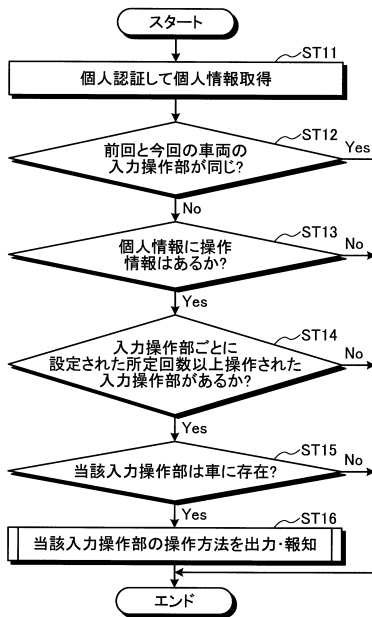 スタート
ST11
個人認証して個人情報取得
ST12
前回と今回の車両の
入力操作部が同じ?
Yes
No
ST13
個人情報に操作
情報はあるか?
No
Yes
ST14
入力操作部ごとに
設定された所定回数以上操作された
入力操作部があるか?
No
Yes
ST15
当該入力操作部は車に存在?
No
Yes
ST16
当該入力操作部の操作方法を出力・報知
エンド